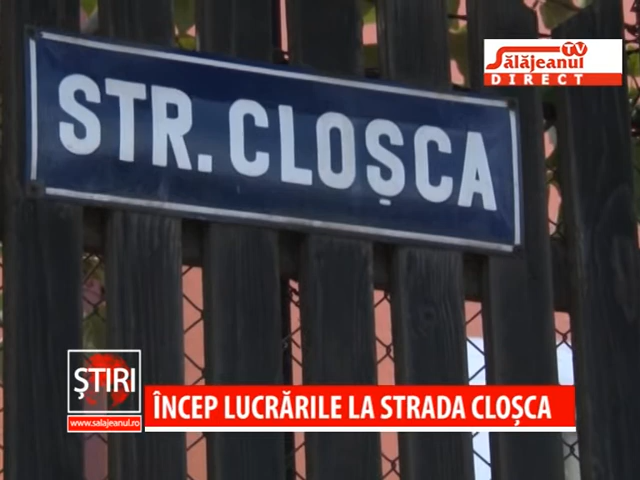 Sălăjeanul TV
DIRECT
STR. CLOȘCA
ȘTIRI
www.salajeanul.ro
ÎNCEP LUCRĂRILE LA STRADA CLOȘCA